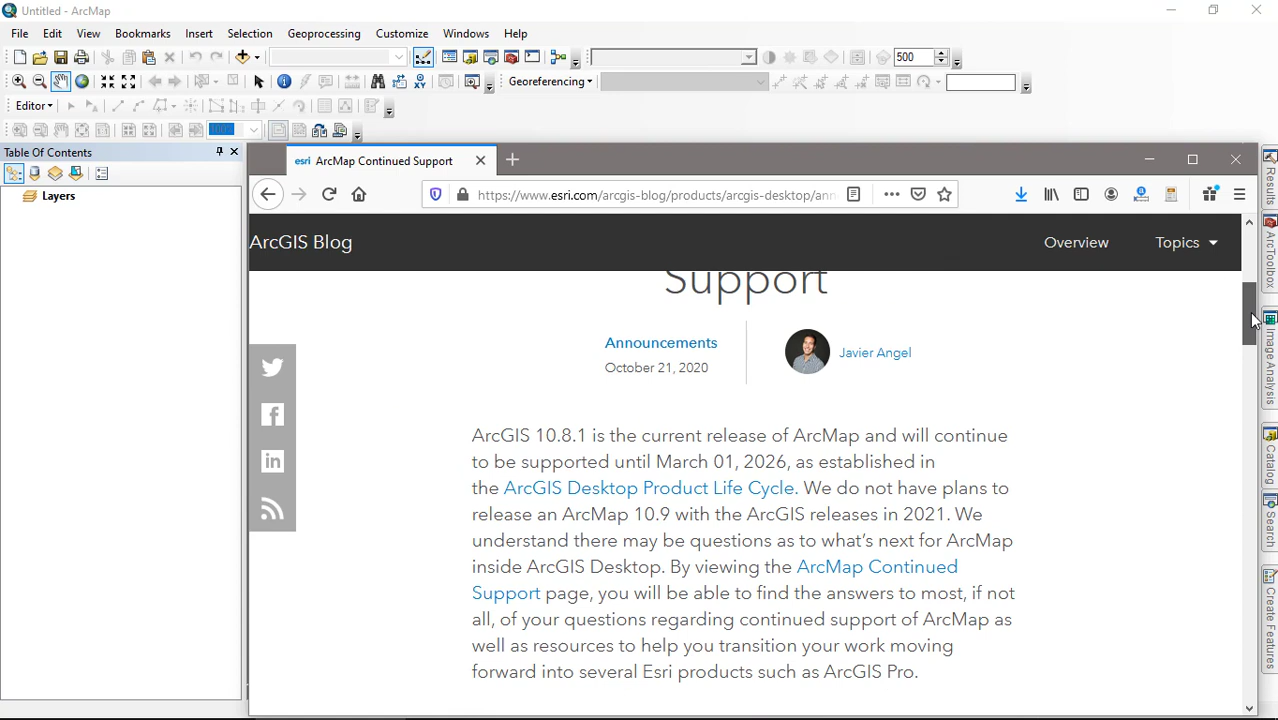 Untitled - ArcMap
File Edit View Bookmarks Insert Selection Geoprocessing Customize Windows Help
500
Georeferencing
Editor
Table Of Contents
Layers
esri ArcMap Continued Support
https://www.esri.com/arcgis-blog/products/arcgis-desktop/ann
ArcGIS Blog
Overview
Topics
Support
Announcements
October 21, 2020
Javier Angel
ArcGIS 10.8.1 is the current release of ArcMap and will continue
to be supported until March 01, 2026, as established in
the ArcGIS Desktop Product Life Cycle. We do not have plans to
release an ArcMap 10.9 with the ArcGIS releases in 2021. We
understand there may be questions as to what's next for ArcMap
inside ArcGIS Desktop. By viewing the ArcMap Continued
Support page, you will be able to find the answers to most, if not
all, of your questions regarding continued support of ArcMap as
well as resources to help you transition your work moving
forward into several Esri products such as ArcGIS Pro.
Results
ArcToolbox
Image Analysis
Catalog
Search
Create Features